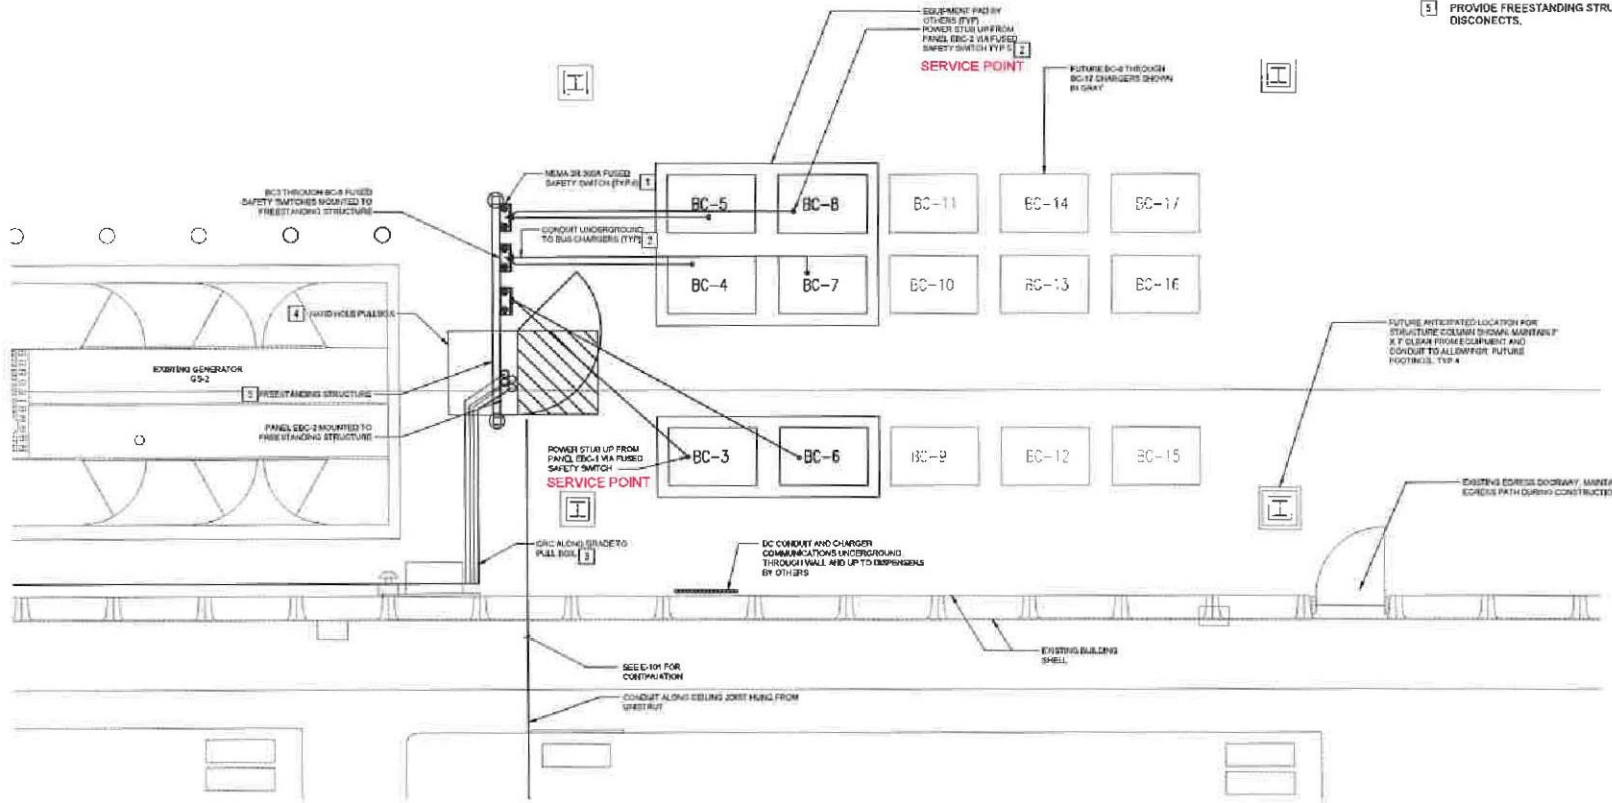 5 PROVIDE FREESTANDING STRU
DISCONECTS.
EQUIPMENT PAD BY
OTHERS (TYP)
POWER STUB UP FROM
PANEL EBC-2 VIA FUSED
SAFETY SWITCH TYP 5 2
SERVICE POINT
FUTURE BC-9 THROUGH
BC-17 CHARGERS SHOWN
IN GRAY
NEMA 3R 300A FUSED
SAFETY SWITCH (TYP 6) 1
BC3 THROUGH BC-8 FUSED
SAFETY SWITCHES MOUNTED TO
FREESTANDING STRUCTURE
CONDUIT UNDERGROUND
TO BUS CHARGERS (TYP) 2
BC-5
BC-8
BC-11
BC-14
BC-17
BC-4
BC-7
BC-10
BC-13
BC-16
4 HAND HOLE PULLBOX
FUTURE ANTICIPATED LOCATION FOR
STRUCTURE COLUMN SHOWN. MAINTAIN 7'
X 7' CLEAR FROM EQUIPMENT AND
CONDUIT TO ALLOW FOR FUTURE
FOOTINGS. TYP 4
EXISTING GENERATOR
GS-2
5 FREESTANDING STRUCTURE
PANEL EBC-2 MOUNTED TO
FREESTANDING STRUCTURE
POWER STUB UP FROM
PANEL EBC-1 VIA FUSED
SAFETY SWITCH
SERVICE POINT
BC-3
BC-6
BC-9
BC-12
BC-15
EXISTING EGRESS DOORWAY, MAINTA
EGRESS PATH DURING CONSTRUCTIO
GRC ALONG GRADE TO
PULL BOX 3
DC CONDUIT AND CHARGER
COMMUNICATIONS UNDERGROUND
THROUGH WALL AND UP TO DISPENSERS
BY OTHERS
EXISTING BUILDING
SHELL
SEE E-101 FOR
CONTINUATION
CONDUIT ALONG CEILING JOIST HUNG FROM
UNISTRUT